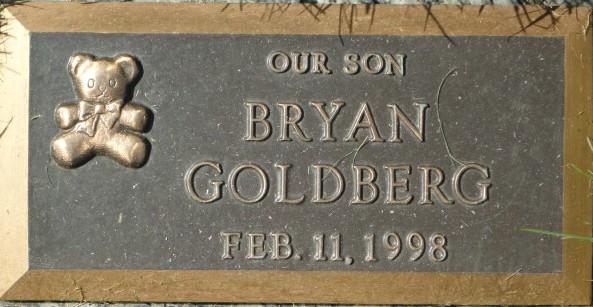 OUR SON
BRYAN
GOLDBERG
FEB. 11, 1998